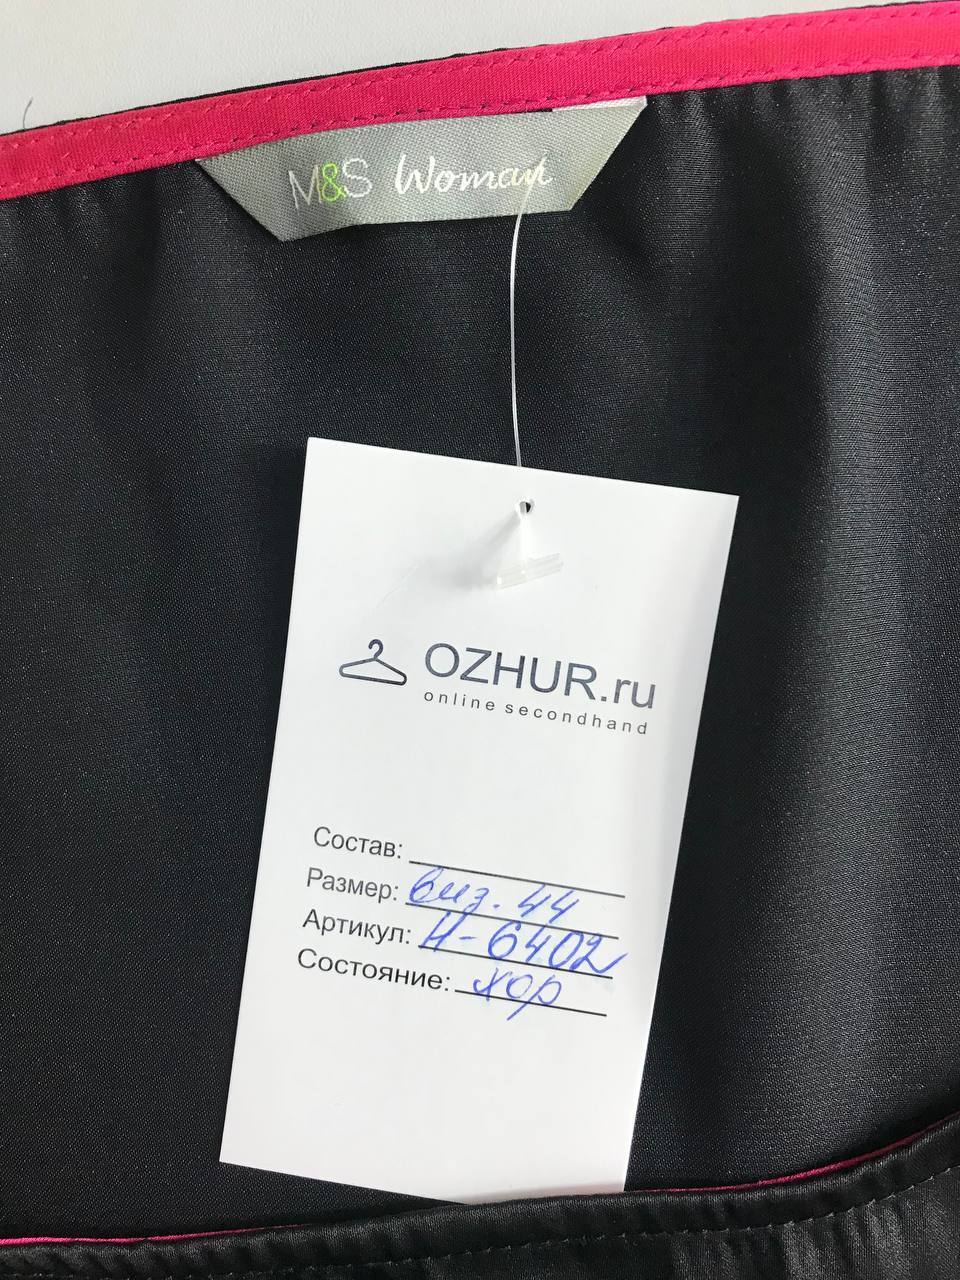 M&S Woman
OZHUR.ru
online secondhand
Состав:
Размер: виз. 44
Артикул: Н-6402
Состояние: хор